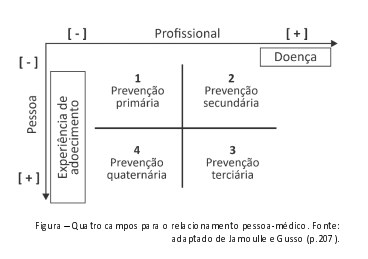 [ - ] Profissional [ + ]
Doença
[ - ]
Pessoa
[ + ]
Experiência de
adoecimento
1
Prevenção
primária
2
Prevenção
secundária
4
Prevenção
quaternária
3
Prevenção
terciária
Figura – Quatro campos para o relacionamento pessoa-médico. Fonte:
adaptado de Jamoulle e Gusso (p.207).